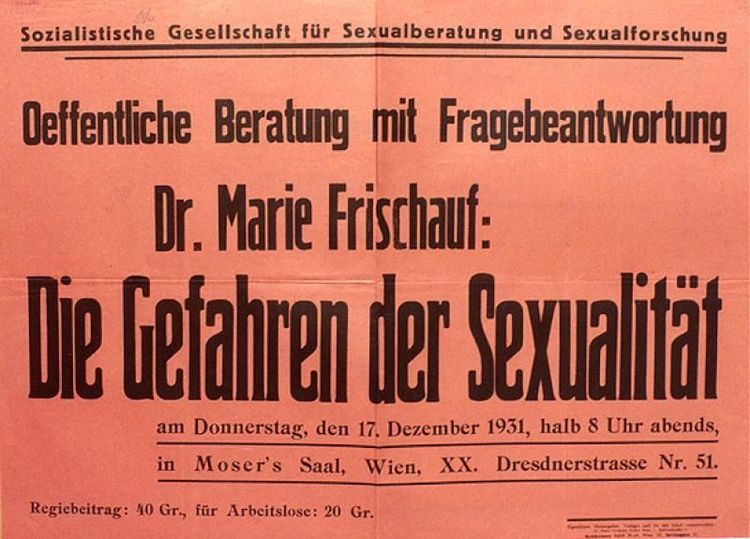 Sozialistische Gesellschaft für Sexualberatung und Sexualforschung
Oeffentliche Beratung mit Fragebeantwortung
Dr. Marie Frischauf:
Die Gefahren der Sexualität
am Donnerstag, den 17. Dezember 1931, halb 8 Uhr abends,
in Moser's Saal, Wien, XX. Dresdnerstrasse Nr. 51.
Regiebeitrag: 40 Gr., für Arbeitslose: 20 Gr.